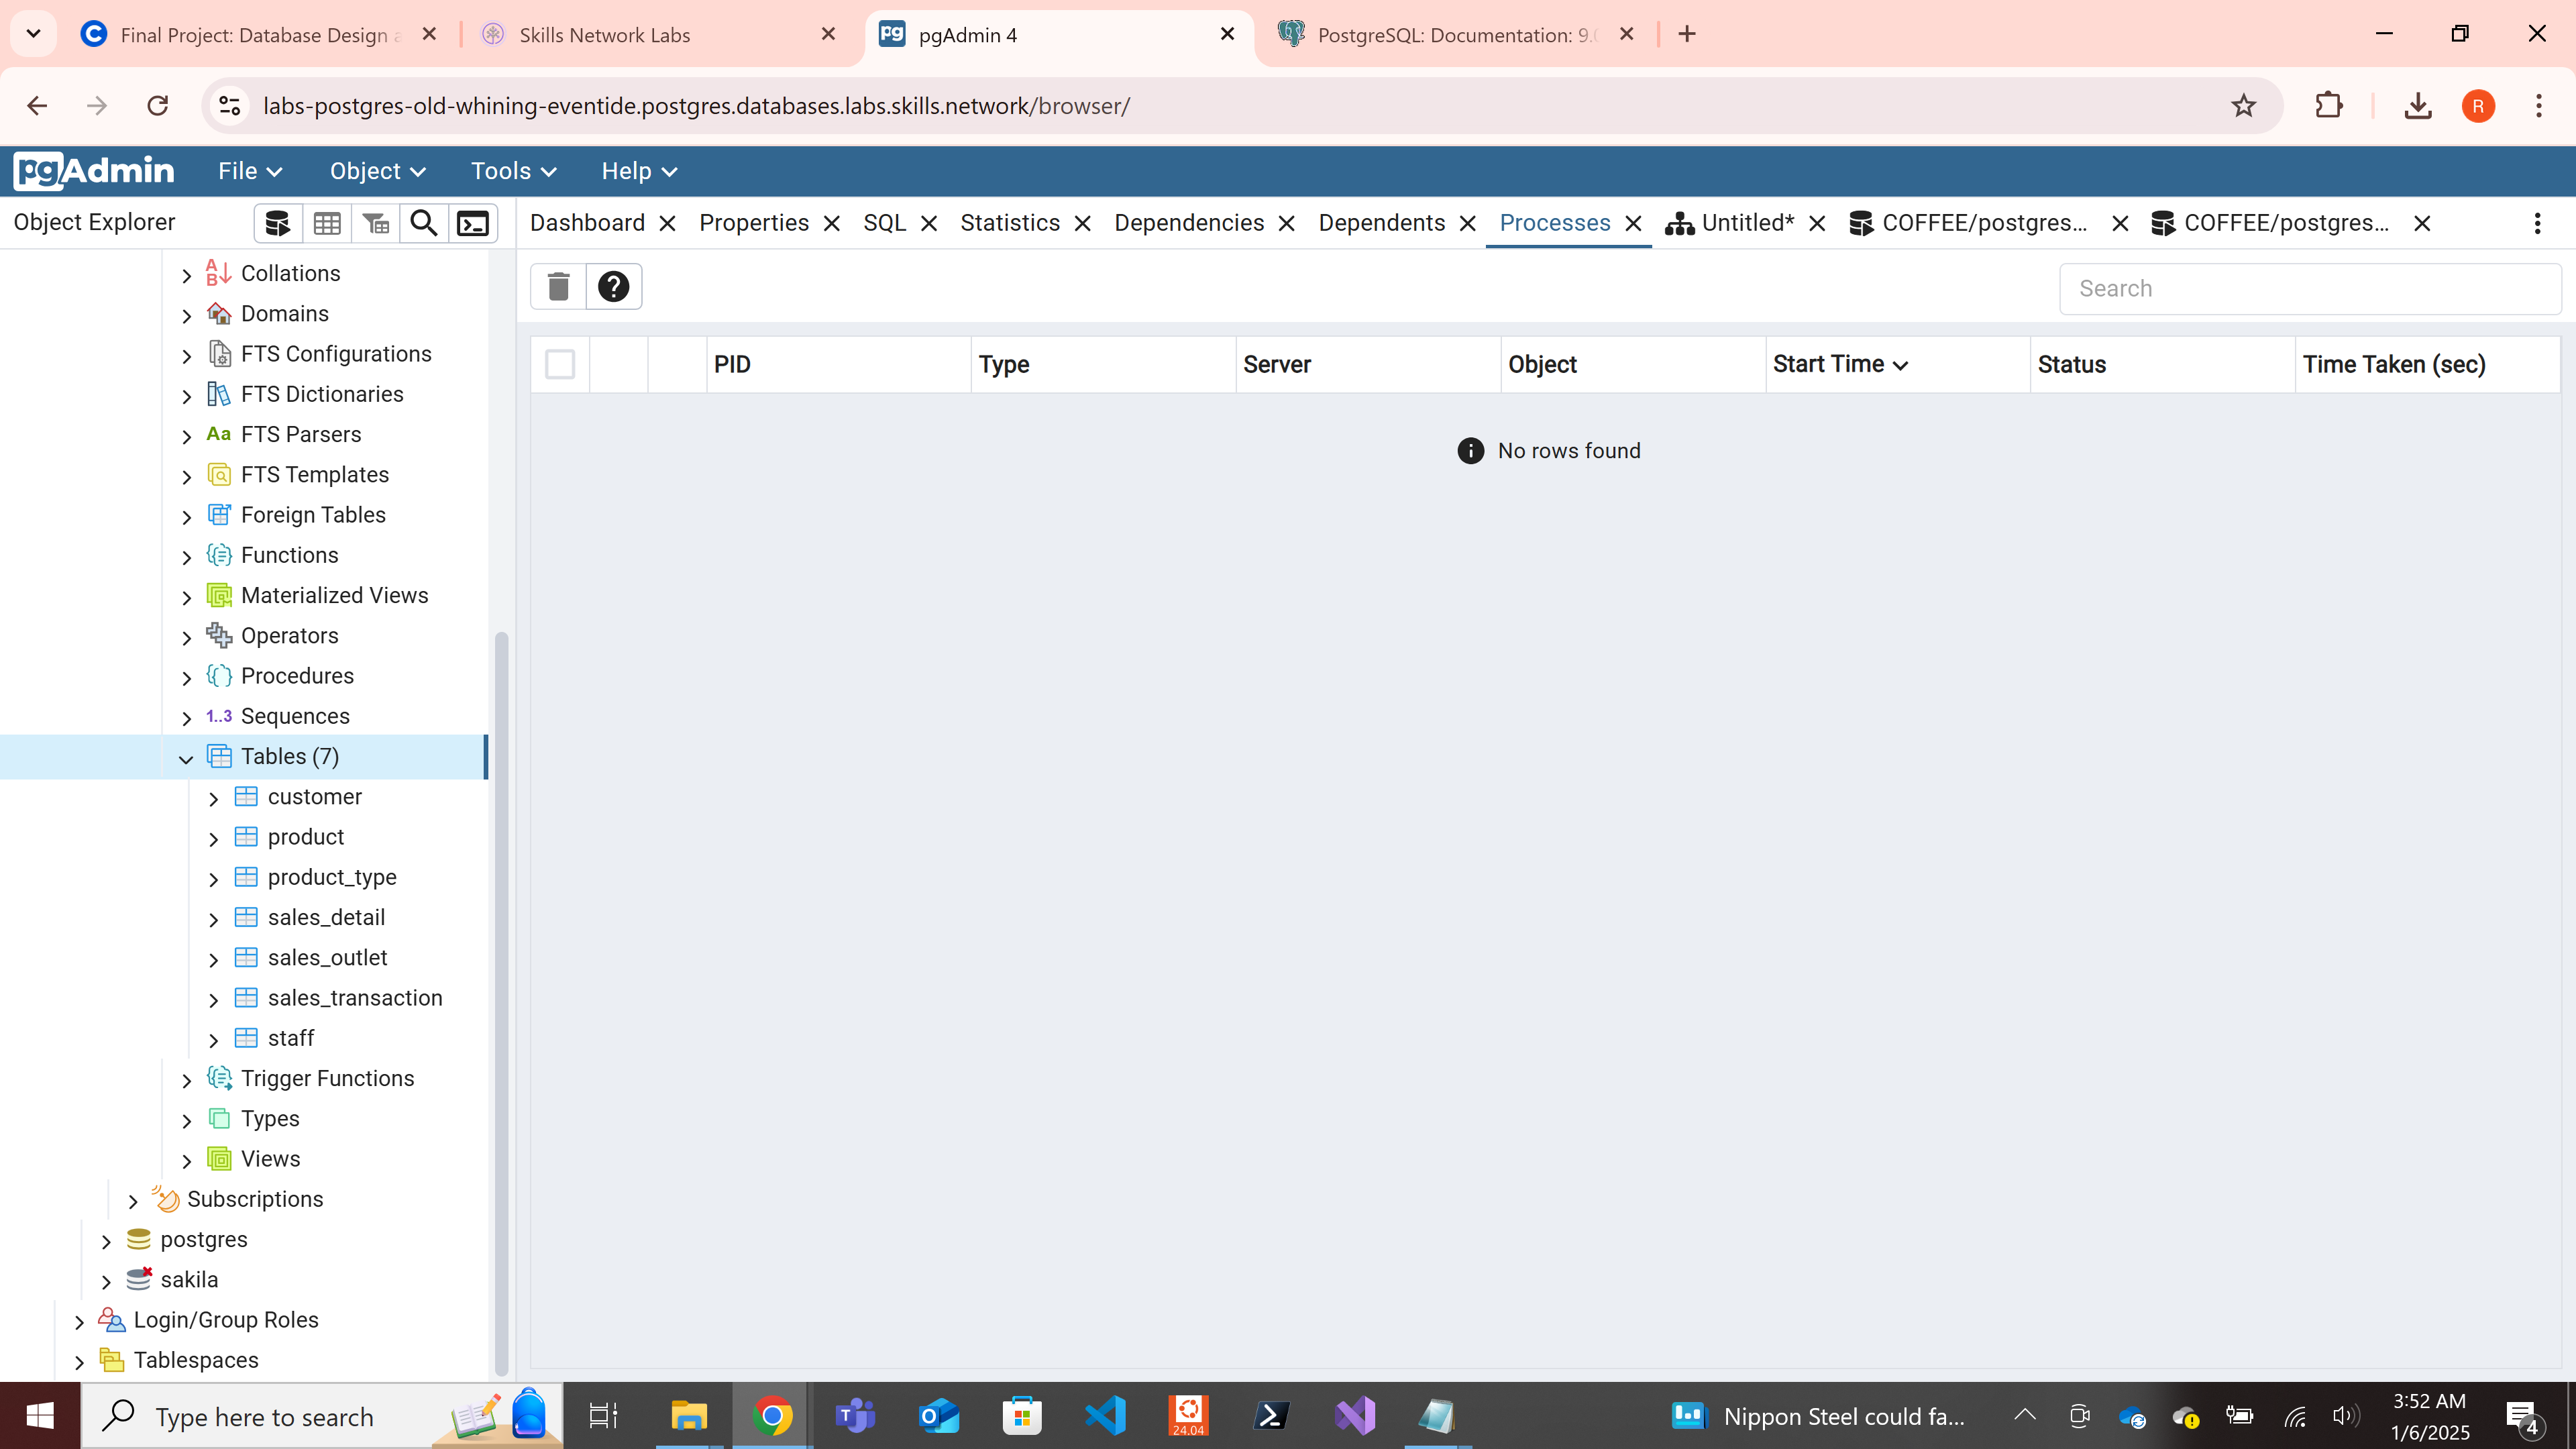 Final Project: Database Design a
Skills Network Labs
pgAdmin 4
PostgreSQL: Documentation: 9.0
labs-postgres-old-whining-eventide.postgres.databases.labs.skills.network/browser/
R
pgAdmin
File
Object
Tools
Help
Object Explorer
Dashboard
Properties
SQL
Statistics
Dependencies
Dependents
Processes
Untitled*
COFFEE/postgres...
COFFEE/postgres...
Search
PID
Type
Server
Object
Start Time
Status
Time Taken (sec)
No rows found
Collations
Domains
FTS Configurations
FTS Dictionaries
Aa FTS Parsers
FTS Templates
Foreign Tables
Functions
Materialized Views
Operators
Procedures
1..3 Sequences
Tables (7)
customer
product
product_type
sales_detail
sales_outlet
sales_transaction
staff
Trigger Functions
Types
Views
Subscriptions
postgres
sakila
Login/Group Roles
Tablespaces
Type here to search
24.04
Nippon Steel could fa...
3:52 AM
1/6/2025
4